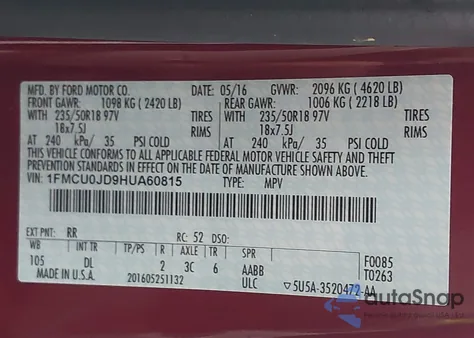 MFD. BY FORD MOTOR CO. DATE: 05/16 GVWR: 2096 KG (4620 LB)
FRONT GAWR: 1098 KG (2420 LB) REAR GAWR: 1006 KG (2218 LB)
WITH 235/50R18 97V TIRES WITH 235/50R18 97V TIRES
18x7.5J RIMS 18x7.5J RIMS
AT 240 kPa/ 35 PSI COLD AT 240 kPa/ 35 PSI COLD
THIS VEHICLE CONFORMS TO ALL APPLICABLE FEDERAL MOTOR VEHICLE SAFETY AND THEFT PREVENTION STANDARDS IN
EFFECT ON THE DATE OF MANUFACTURE SHOWN ABOVE.
VIN: 1FMCU0JD9HUA60815 TYPE: MPV
EXT PNT: RR RC: 52 DSO:
WB INT TR TP/PS R AXLE TR SPR F0085
105 DL 2 3C 6 AABB T0263
MADE IN U.S.A. 201605251132 ULC 5U5A-3520472-AA
autoSnap